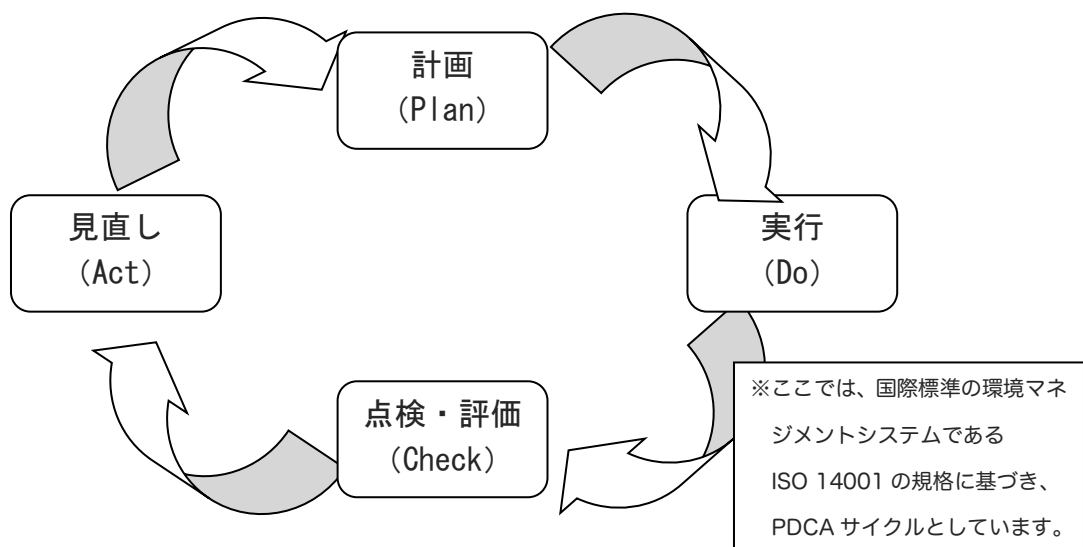 計画
（Plan）
見直し
（Act）
実行
（Do）
点検・評価
（Check）
※ここでは、国際標準の環境マネ
ジメントシステムである
ISO 14001 の規格に基づき、
PDCA サイクルとしています。